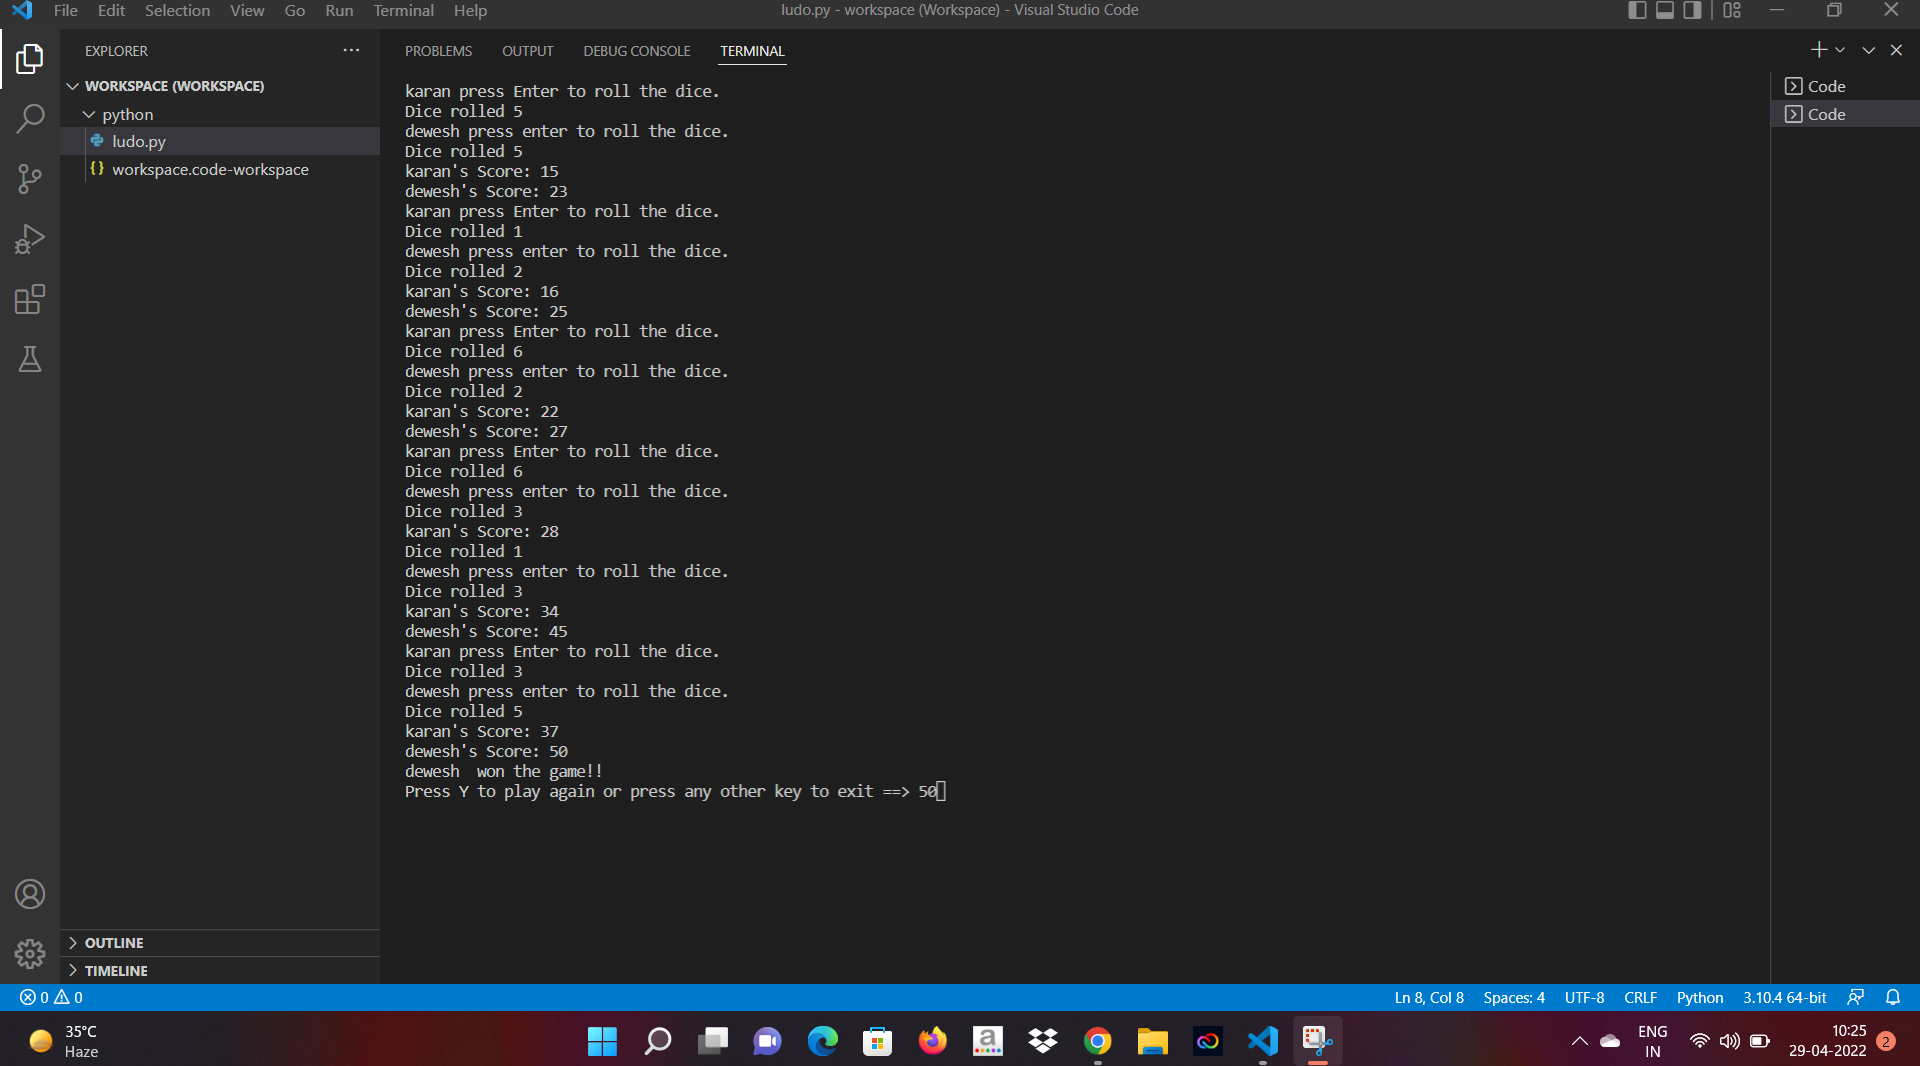 File Edit Selection View Go Run Terminal Help
ludo.py - workspace (Workspace) - Visual Studio Code
EXPLORER
WORKSPACE (WORKSPACE)
python
ludo.py
{} workspace.code-workspace
OUTLINE
TIMELINE
PROBLEMS OUTPUT DEBUG CONSOLE TERMINAL
karan press Enter to roll the dice.
Dice rolled 5
dewesh press enter to roll the dice.
Dice rolled 5
karan's Score: 15
dewesh's Score: 23
karan press Enter to roll the dice.
Dice rolled 1
dewesh press enter to roll the dice.
Dice rolled 2
karan's Score: 16
dewesh's Score: 25
karan press Enter to roll the dice.
Dice rolled 6
dewesh press enter to roll the dice.
Dice rolled 2
karan's Score: 22
dewesh's Score: 27
karan press Enter to roll the dice.
Dice rolled 6
dewesh press enter to roll the dice.
Dice rolled 3
karan's Score: 28
Dice rolled 1
dewesh press enter to roll the dice.
Dice rolled 3
karan's Score: 34
dewesh's Score: 45
karan press Enter to roll the dice.
Dice rolled 3
dewesh press enter to roll the dice.
Dice rolled 5
karan's Score: 37
dewesh's Score: 50
dewesh  won the game!!
Press Y to play again or press any other key to exit ==> 50
Code
Code
0 0
Ln 8, Col 8 Spaces: 4 UTF-8 CRLF Python 3.10.4 64-bit
35°C
Haze
a
ENG
IN
10:25
29-04-2022
2